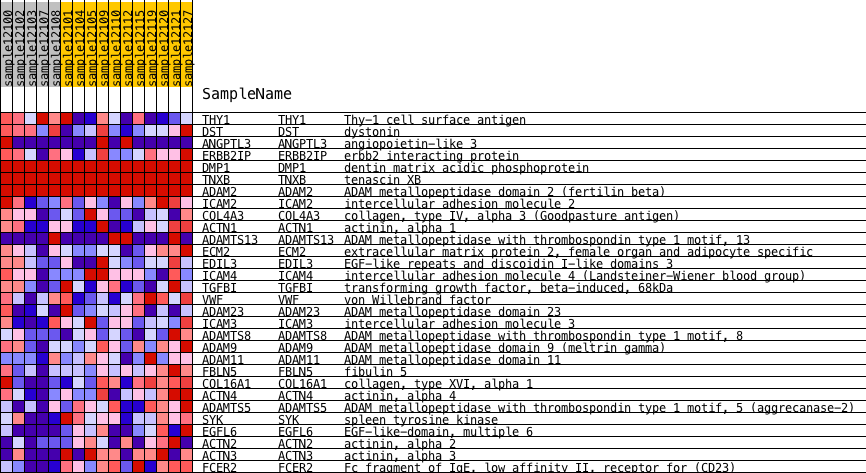 sample12100 sample12102 sample12103 sample12107 sample12108 sample12101 sample12104 sample12105 sample12109 sample12110 sample12112 sample12115 sample12119 sample12120 sample12121 sample12127
SampleName
THY1 THY1 Thy-1 cell surface antigen
DST DST dystonin
ANGPTL3 ANGPTL3 angiopoietin-like 3
ERBB2IP ERBB2IP erbb2 interacting protein
DMP1 DMP1 dentin matrix acidic phosphoprotein
TNXB TNXB tenascin XB
ADAM2 ADAM2 ADAM metallopeptidase domain 2 (fertilin beta)
ICAM2 ICAM2 intercellular adhesion molecule 2
COL4A3 COL4A3 collagen, type IV, alpha 3 (Goodpasture antigen)
ACTN1 ACTN1 actinin, alpha 1
ADAMTS13 ADAMTS13 ADAM metallopeptidase with thrombospondin type 1 motif, 13
ECM2 ECM2 extracellular matrix protein 2, female organ and adipocyte specific
EDIL3 EDIL3 EGF-like repeats and discoidin I-like domains 3
ICAM4 ICAM4 intercellular adhesion molecule 4 (Landsteiner-Wiener blood group)
TGFBI TGFBI transforming growth factor, beta-induced, 68kDa
VWF VWF von Willebrand factor
ADAM23 ADAM23 ADAM metallopeptidase domain 23
ICAM3 ICAM3 intercellular adhesion molecule 3
ADAMTS8 ADAMTS8 ADAM metallopeptidase with thrombospondin type 1 motif, 8
ADAM9 ADAM9 ADAM metallopeptidase domain 9 (meltrin gamma)
ADAM11 ADAM11 ADAM metallopeptidase domain 11
FBLN5 FBLN5 fibulin 5
COL16A1 COL16A1 collagen, type XVI, alpha 1
ACTN4 ACTN4 actinin, alpha 4
ADAMTS5 ADAMTS5 ADAM metallopeptidase with thrombospondin type 1 motif, 5 (aggrecanase-2)
SYK SYK spleen tyrosine kinase
EGFL6 EGFL6 EGF-like-domain, multiple 6
ACTN2 ACTN2 actinin, alpha 2
ACTN3 ACTN3 actinin, alpha 3
FCER2 FCER2 Fc fragment of IgE, low affinity II, receptor for (CD23)